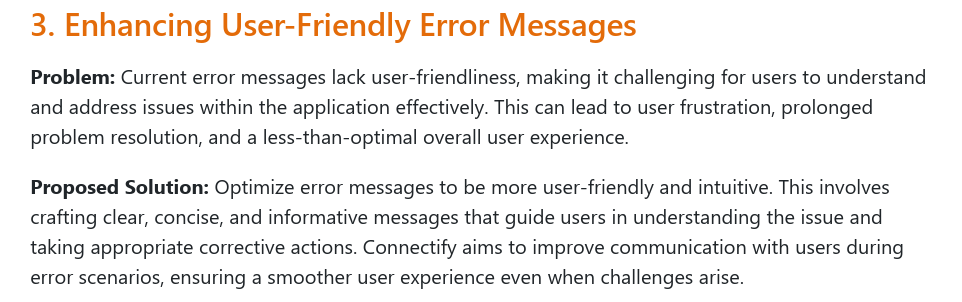 3. Enhancing User-Friendly Error Messages
Problem: Current error messages lack user-friendliness, making it challenging for users to understand
and address issues within the application effectively. This can lead to user frustration, prolonged
problem resolution, and a less-than-optimal overall user experience.
Proposed Solution: Optimize error messages to be more user-friendly and intuitive. This involves
crafting clear, concise, and informative messages that guide users in understanding the issue and
taking appropriate corrective actions. Connectify aims to improve communication with users during
error scenarios, ensuring a smoother user experience even when challenges arise.